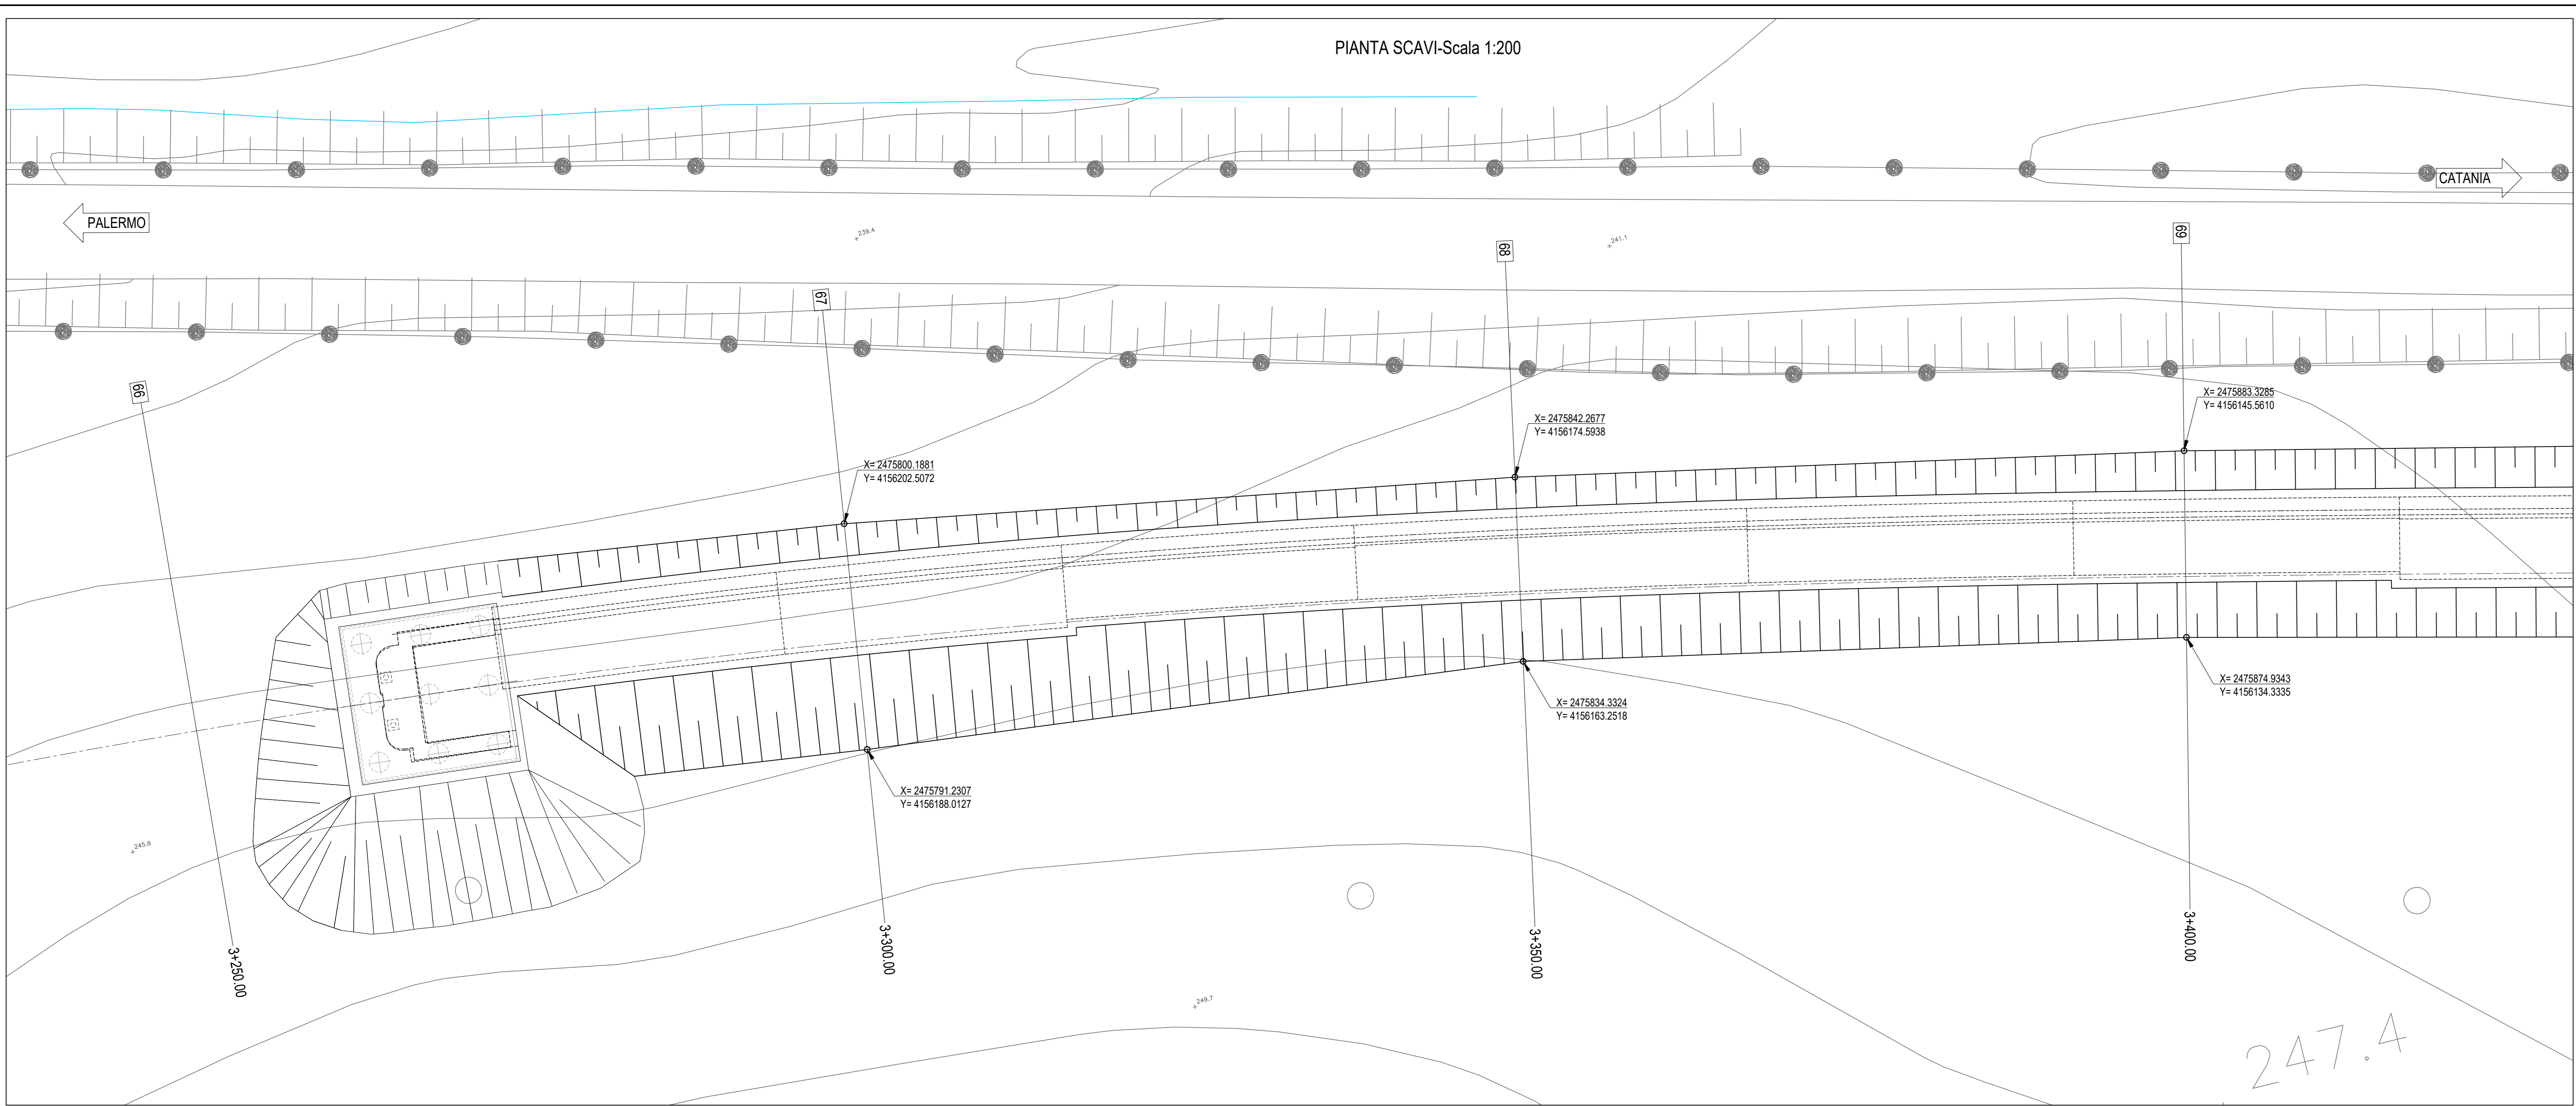 PIANTA SCAVI-Scala 1:200
CATANIA
PALERMO
239.4
241.1
66
67
68
69
X= 2475883.3285
Y= 4156145.5610
X= 2475842.2677
Y= 4156174.5938
X= 2475800.1881
Y= 4156202.5072
X= 2475874.9343
Y= 4156134.3335
X= 2475834.3324
Y= 4156163.2518
X= 2475791.2307
Y= 4156188.0127
245.6
3+250.00
3+300.00
3+350.00
3+400.00
249.7
247.4